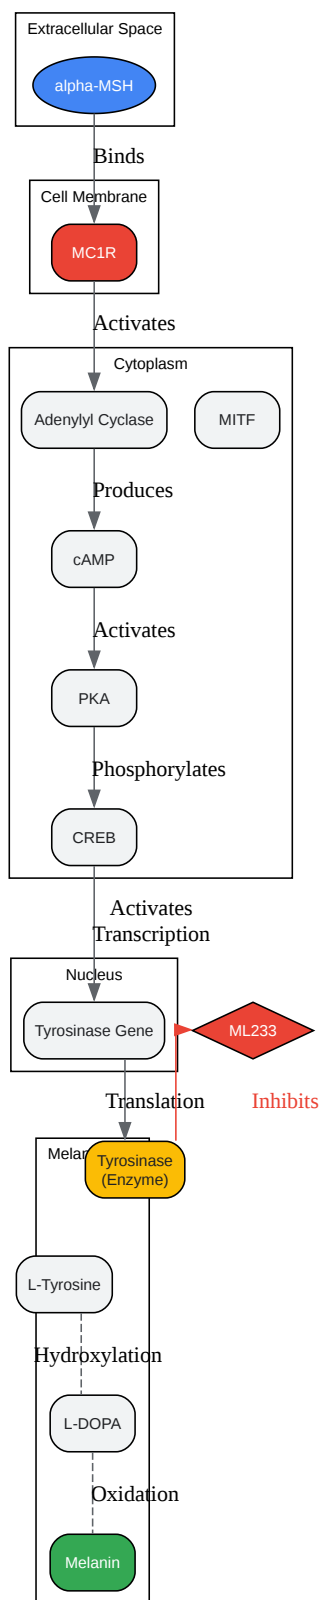 Extracellular Space
alpha-MSH
Binds
Cell Membrane
MC1R
Activates
Cytoplasm
Adenylyl Cyclase
MITF
Produces
cAMP
Activates
PKA
Phosphorylates
CREB
Activates
Transcription
Nucleus
Tyrosinase Gene
ML233
Translation
Inhibits
Tyrosinase
(Enzyme)
L-Tyrosine
Hydroxylation
L-DOPA
Oxidation
Melanin